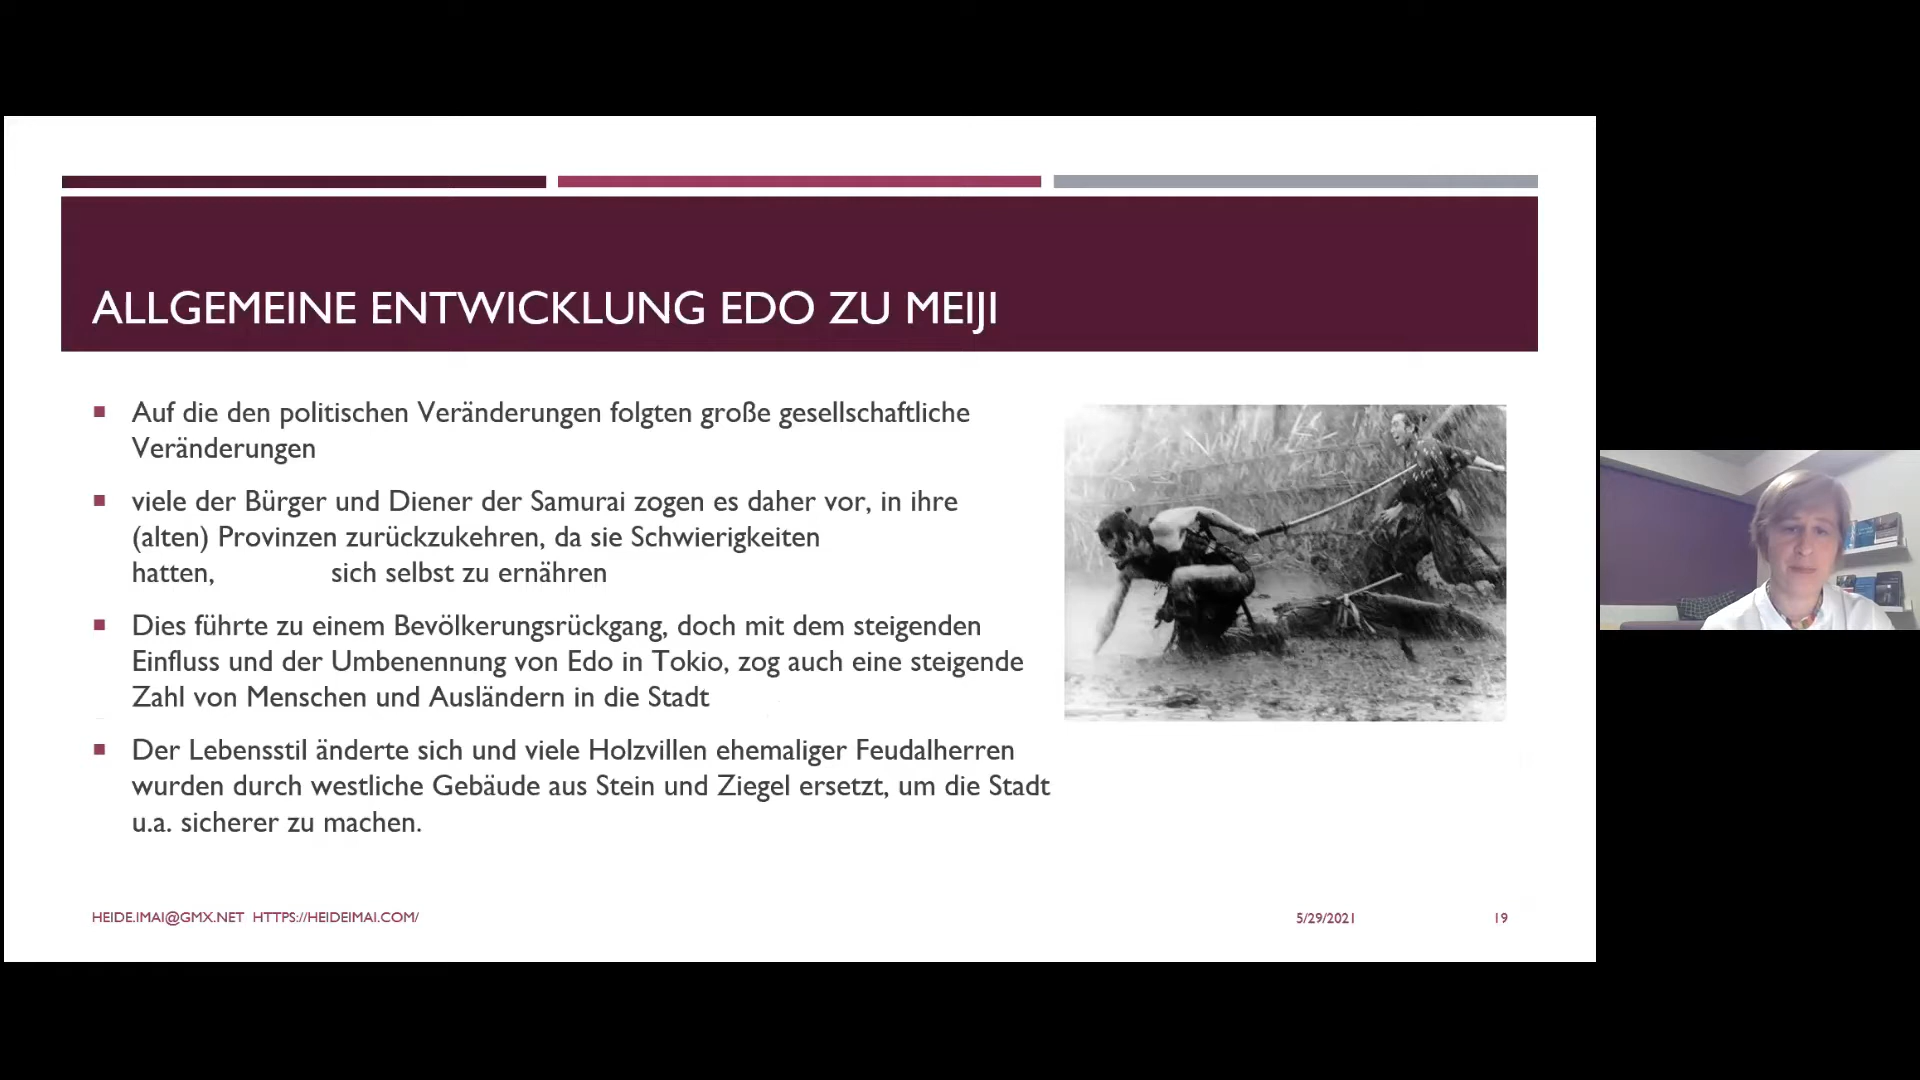 ALLGEMEINE ENTWICKLUNG EDO ZU MEIJI
Auf die den politischen Veränderungen folgten große gesellschaftliche
Veränderungen
viele der Bürger und Diener der Samurai zogen es daher vor, in ihre
(alten) Provinzen zurückzukehren, da sie Schwierigkeiten
hatten, sich selbst zu ernähren
Dies führte zu einem Bevölkerungsrückgang, doch mit dem steigenden
Einfluss und der Umbenennung von Edo in Tokio, zog auch eine steigende
Zahl von Menschen und Ausländern in die Stadt
Der Lebensstil änderte sich und viele Holzvillen ehemaliger Feudalherren
wurden durch westliche Gebäude aus Stein und Ziegel ersetzt, um die Stadt
u.a. sicherer zu machen.
HEIDE.IMAI@GMX.NET HTTPS://HEIDEIMAI.COM/
5/29/2021
19